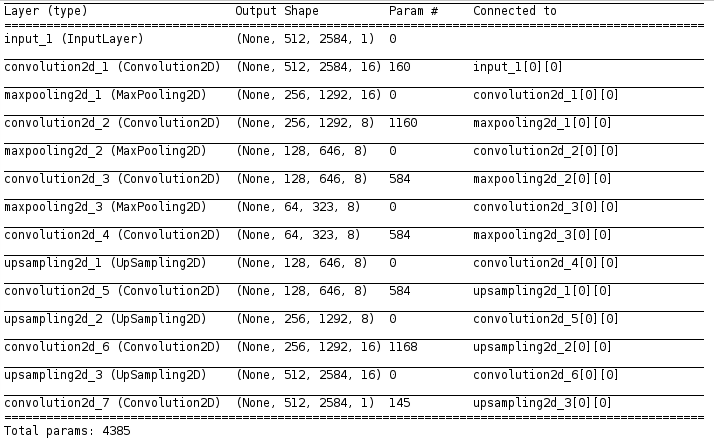 Layer (type) Output Shape Param # Connected to
====================================================================================================
input_1 (InputLayer) (None, 512, 2584, 1) 0
convolution2d_1 (Convolution2D) (None, 512, 2584, 16) 160 input_1[0][0]
maxpooling2d_1 (MaxPooling2D) (None, 256, 1292, 16) 0 convolution2d_1[0][0]
convolution2d_2 (Convolution2D) (None, 256, 1292, 8) 1160 maxpooling2d_1[0][0]
maxpooling2d_2 (MaxPooling2D) (None, 128, 646, 8) 0 convolution2d_2[0][0]
convolution2d_3 (Convolution2D) (None, 128, 646, 8) 584 maxpooling2d_2[0][0]
maxpooling2d_3 (MaxPooling2D) (None, 64, 323, 8) 0 convolution2d_3[0][0]
convolution2d_4 (Convolution2D) (None, 64, 323, 8) 584 maxpooling2d_3[0][0]
upsampling2d_1 (UpSampling2D) (None, 128, 646, 8) 0 convolution2d_4[0][0]
convolution2d_5 (Convolution2D) (None, 128, 646, 8) 584 upsampling2d_1[0][0]
upsampling2d_2 (UpSampling2D) (None, 256, 1292, 8) 0 convolution2d_5[0][0]
convolution2d_6 (Convolution2D) (None, 256, 1292, 16) 1168 upsampling2d_2[0][0]
upsampling2d_3 (UpSampling2D) (None, 512, 2584, 16) 0 convolution2d_6[0][0]
convolution2d_7 (Convolution2D) (None, 512, 2584, 1) 145 upsampling2d_3[0][0]
====================================================================================================
Total params: 4385